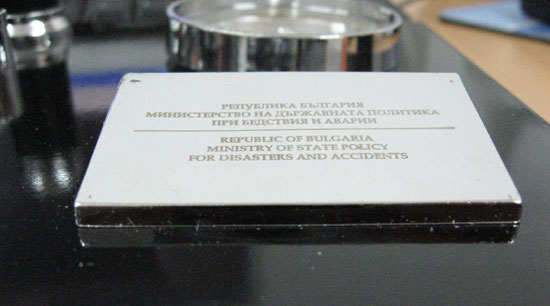 РЕПУБЛИКА БЪЛГАРИЯ
МИНИСТЕРСТВО НА ДЪРЖАВНАТА ПОЛИТИКА
ПРИ БЕДСТВИЯ И АВАРИИ
REPUBLIC OF BULGARIA
MINISTRY OF STATE POLICY
FOR DISASTERS AND ACCIDENTS